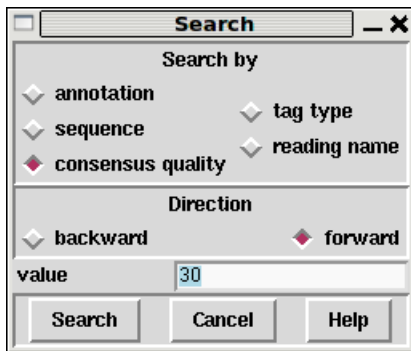 Search
Search by
annotation
tag type
sequence
reading name
consensus quality
Direction
backward forward
value 30
Search Cancel Help